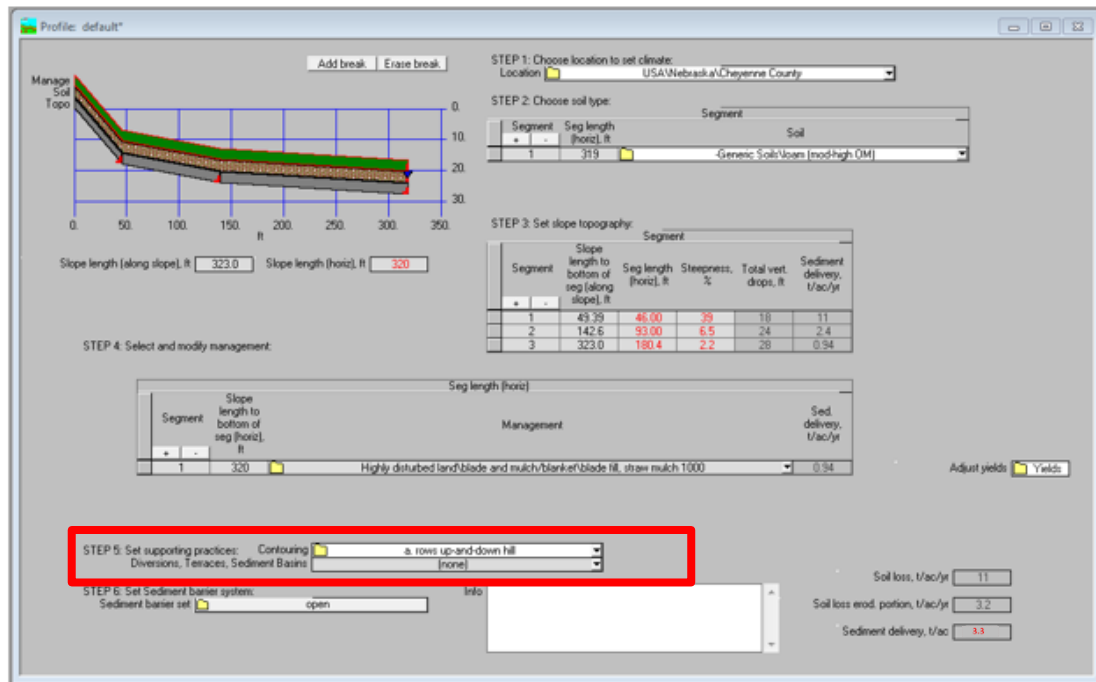 Profile: default*
Add break Erase break
Manage
Soil
Topo
0.
10.
20.
30.
0. 50. 100. 150. 200. 250. 300. 350.
ft
Slope length (along slope), ft 323.0 Slope length (horiz), ft 320
STEP 1: Choose location to set climate:
Location USA\Nebraska\Cheyenne County
STEP 2: Choose soil type:
Segment
Segment + - Seg length (horiz), ft Soil
1 319 -Generic Soils\loam (mod-high OM)
STEP 3: Set slope topography:
Segment
Segment + - Slope length to bottom of seg (along slope), ft Seg length (horiz), ft Steepness, % Total vert. drops, ft Sediment delivery, t/ac/yr
1 49.39 46.00 39 18 11
2 142.6 93.00 6.5 24 2.4
3 323.0 180.4 2.2 28 0.94
STEP 4: Select and modify management:
Seg length (horiz)
Segment + - Slope length to bottom of seg (horiz), ft Management Sed. delivery, t/ac/yr
1 320 Highly disturbed land\blade and mulch/blanket\blade fill, straw mulch 1000 0.94
Adjust yields Yields
STEP 5: Set supporting practices: Contouring a. rows up-and-down hill
Diversions, Terraces, Sediment Basins (none)
STEP 6: Set Sediment barrier system:
Sediment barrier set open
Info
Soil loss, t/ac/yr 11
Soil loss erod. portion, t/ac/yr 3.2
Sediment delivery, t/ac 3.3